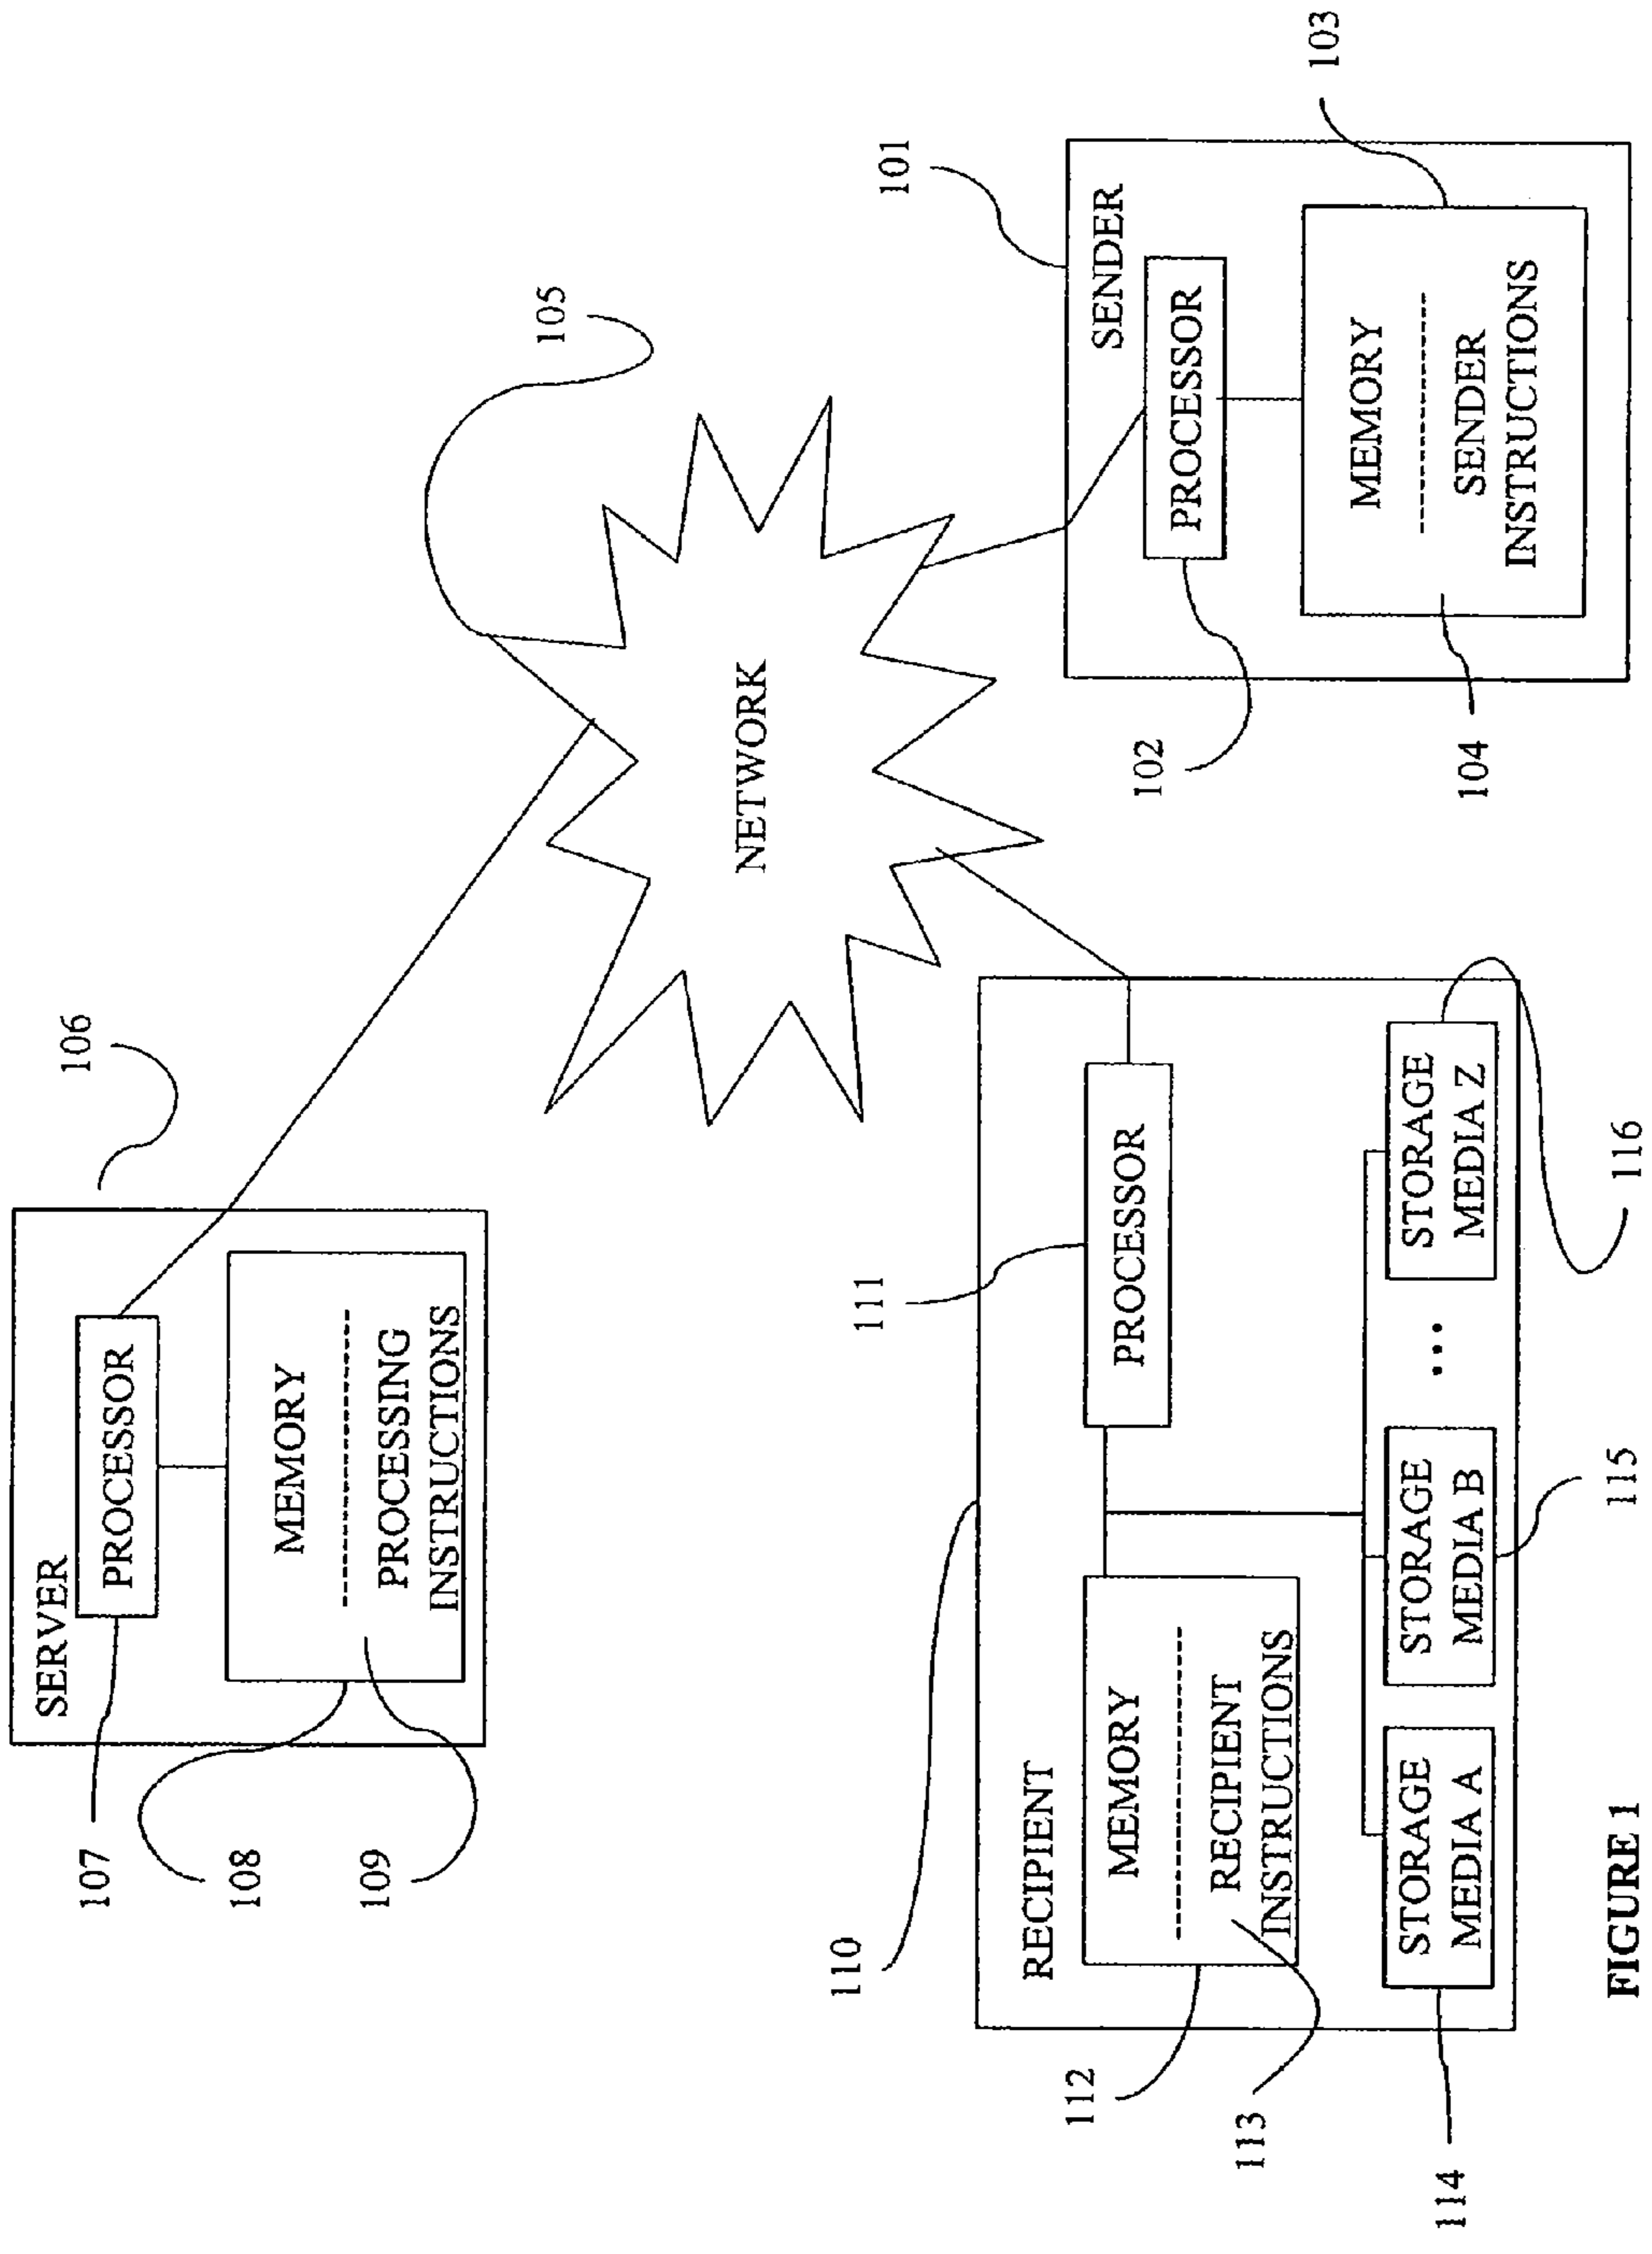 106
SERVER
PROCESSOR
MEMORY
PROCESSING
INSTRUCTIONS
107
108
109
105
NETWORK
110
RECIPIENT
111
PROCESSOR
MEMORY
RECIPIENT
INSTRUCTIONS
112
113
STORAGE
MEDIA A
STORAGE
MEDIA B
...
STORAGE
MEDIA Z
114
115
116
101
SENDER
PROCESSOR
102
MEMORY
SENDER
INSTRUCTIONS
103
104
FIGURE 1